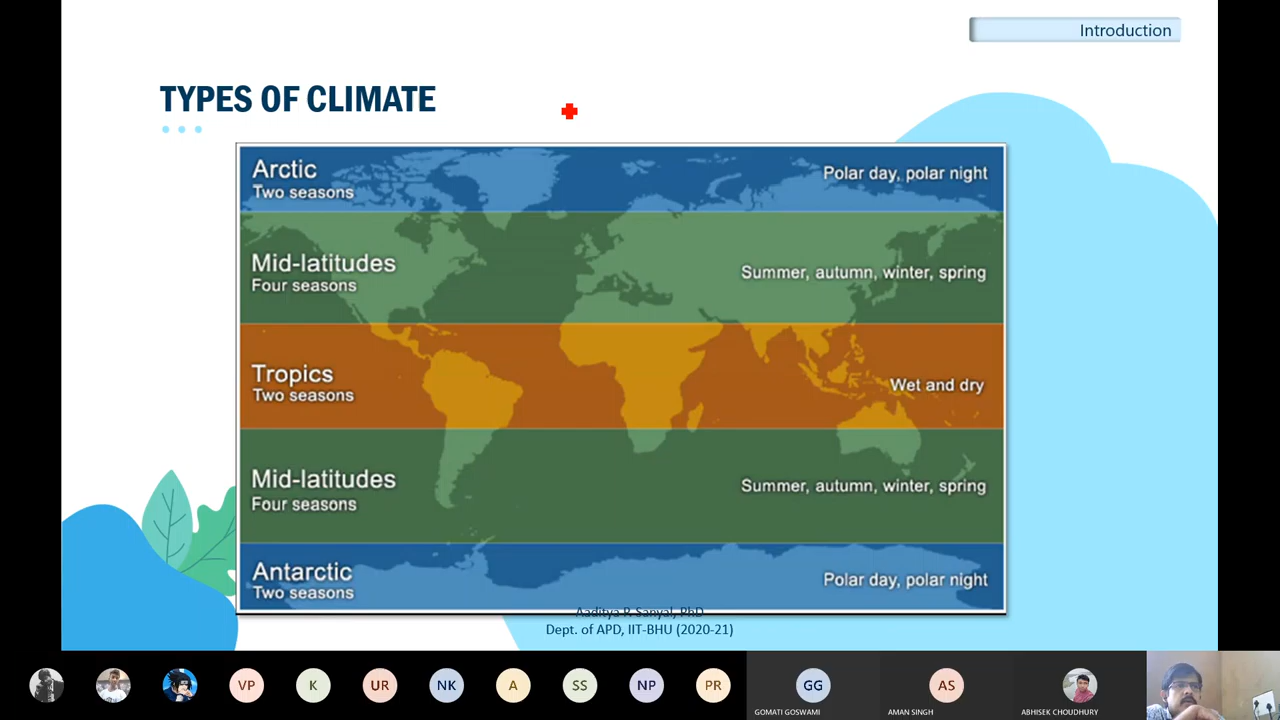 Introduction
TYPES OF CLIMATE
Arctic
Two seasons
Polar day, polar night
Mid-latitudes
Four seasons
Summer, autumn, winter, spring
Tropics
Two seasons
Wet and dry
Mid-latitudes
Four seasons
Summer, autumn, winter, spring
Antarctic
Two seasons
Polar day, polar night
Aaditya R Sanyal, PhD
Dept. of APD, IIT-BHU (2020-21)
VP K UR NK A SS NP PR GG AS
GOMATI GOSWAMI AMAN SINGH ABHISEK CHOUDHURY